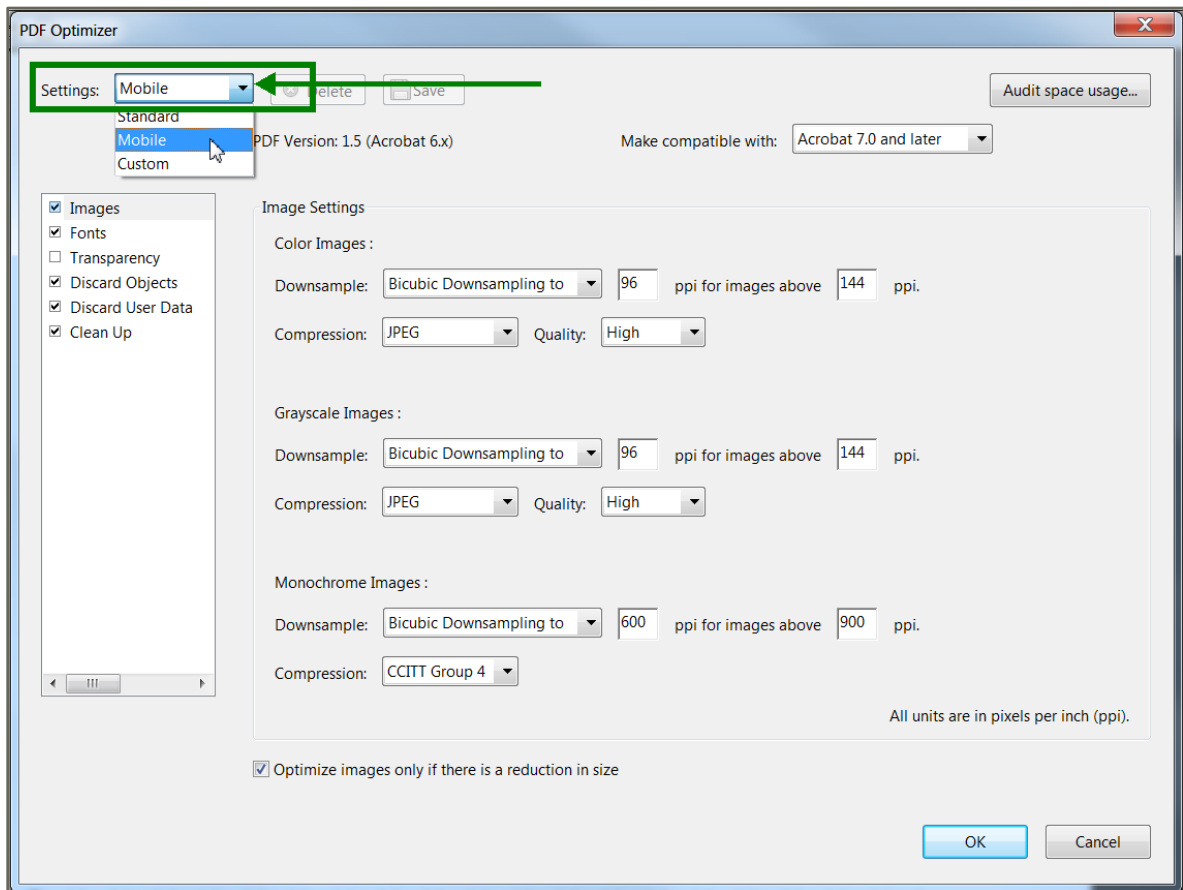 PDF Optimizer
Settings: Mobile Delete Save Audit space usage...
Standard
Mobile
Custom
PDF Version: 1.5 (Acrobat 6.x) Make compatible with: Acrobat 7.0 and later
Images
Fonts
Transparency
Discard Objects
Discard User Data
Clean Up
Image Settings
Color Images :
Downsample: Bicubic Downsampling to 96 ppi for images above 144 ppi.
Compression: JPEG Quality: High
Grayscale Images :
Downsample: Bicubic Downsampling to 96 ppi for images above 144 ppi.
Compression: JPEG Quality: High
Monochrome Images :
Downsample: Bicubic Downsampling to 600 ppi for images above 900 ppi.
Compression: CCITT Group 4
All units are in pixels per inch (ppi).
Optimize images only if there is a reduction in size
OK Cancel